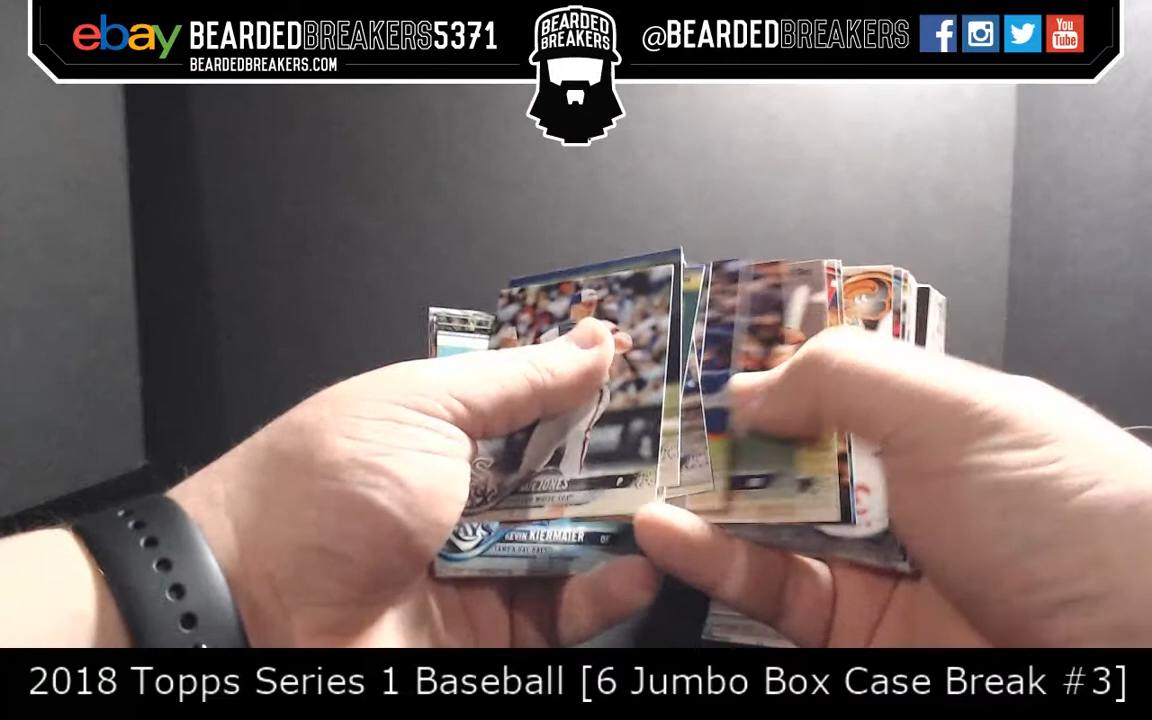 ebay BEARDEDBREAKERS5371
BEARDEDBREAKERS.COM
BEARDED
BREAKERS
@BEARDEDBREAKERS
You
Tube
JONES
KEVIN KIERMAIER
TAMPA BAY RAYS
2018 Topps Series 1 Baseball [6 Jumbo Box Case Break #3]